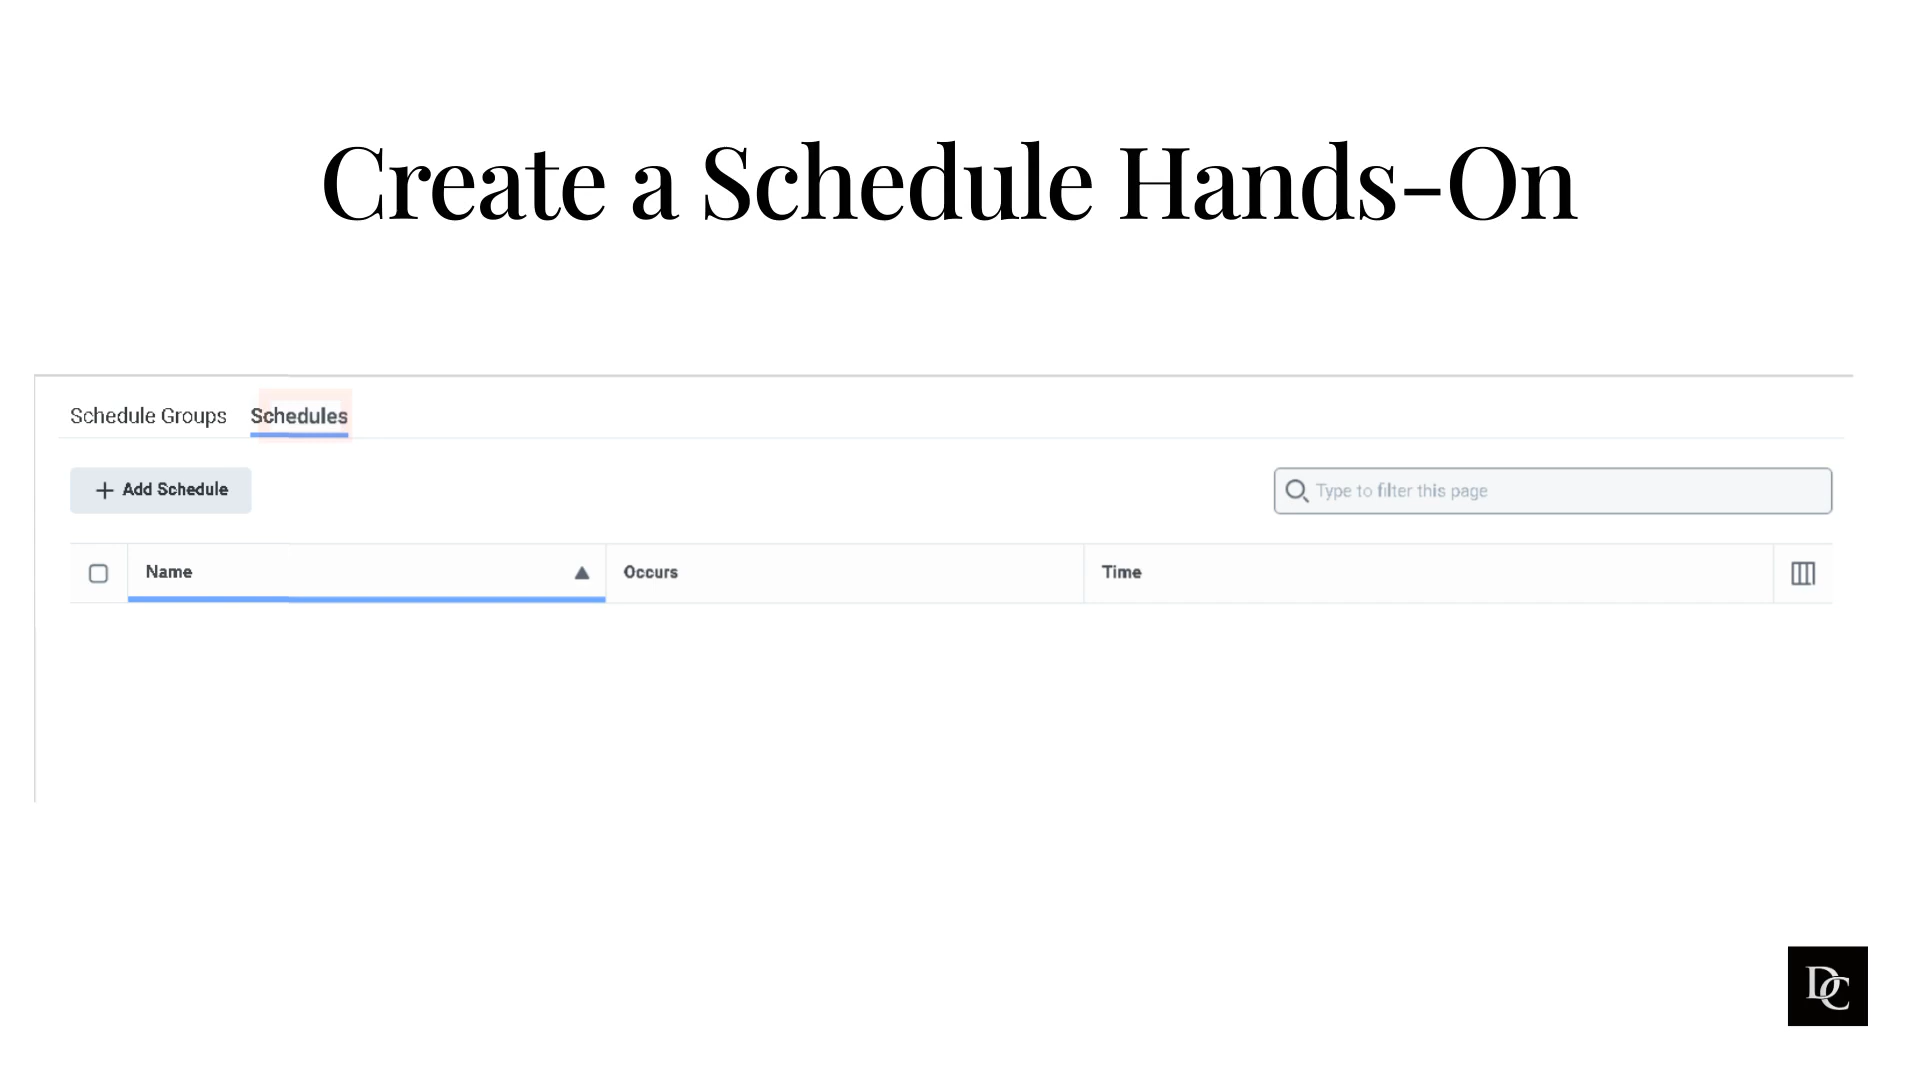 Create a Schedule Hands-On
Schedule Groups Schedules
+ Add Schedule Type to filter this page
Name Occurs Time
DC